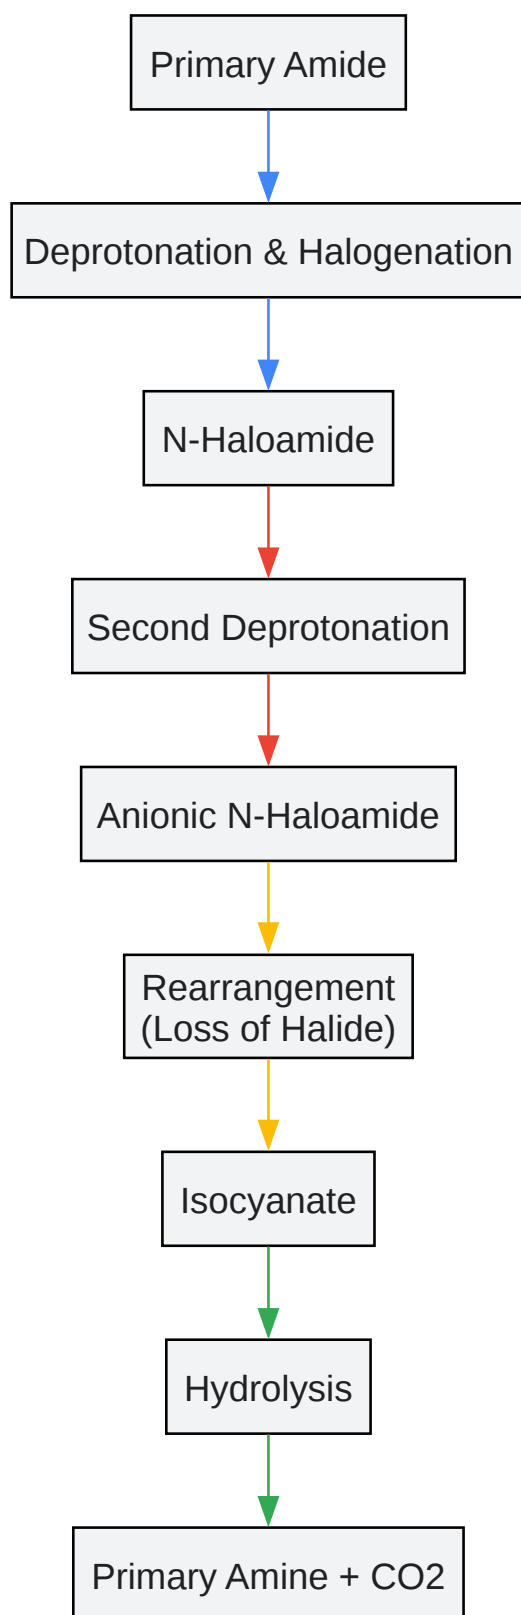 Primary Amide
Deprotonation & Halogenation
N-Haloamide
Second Deprotonation
Anionic N-Haloamide
Rearrangement
(Loss of Halide)
Isocyanate
Hydrolysis
Primary Amine + CO2